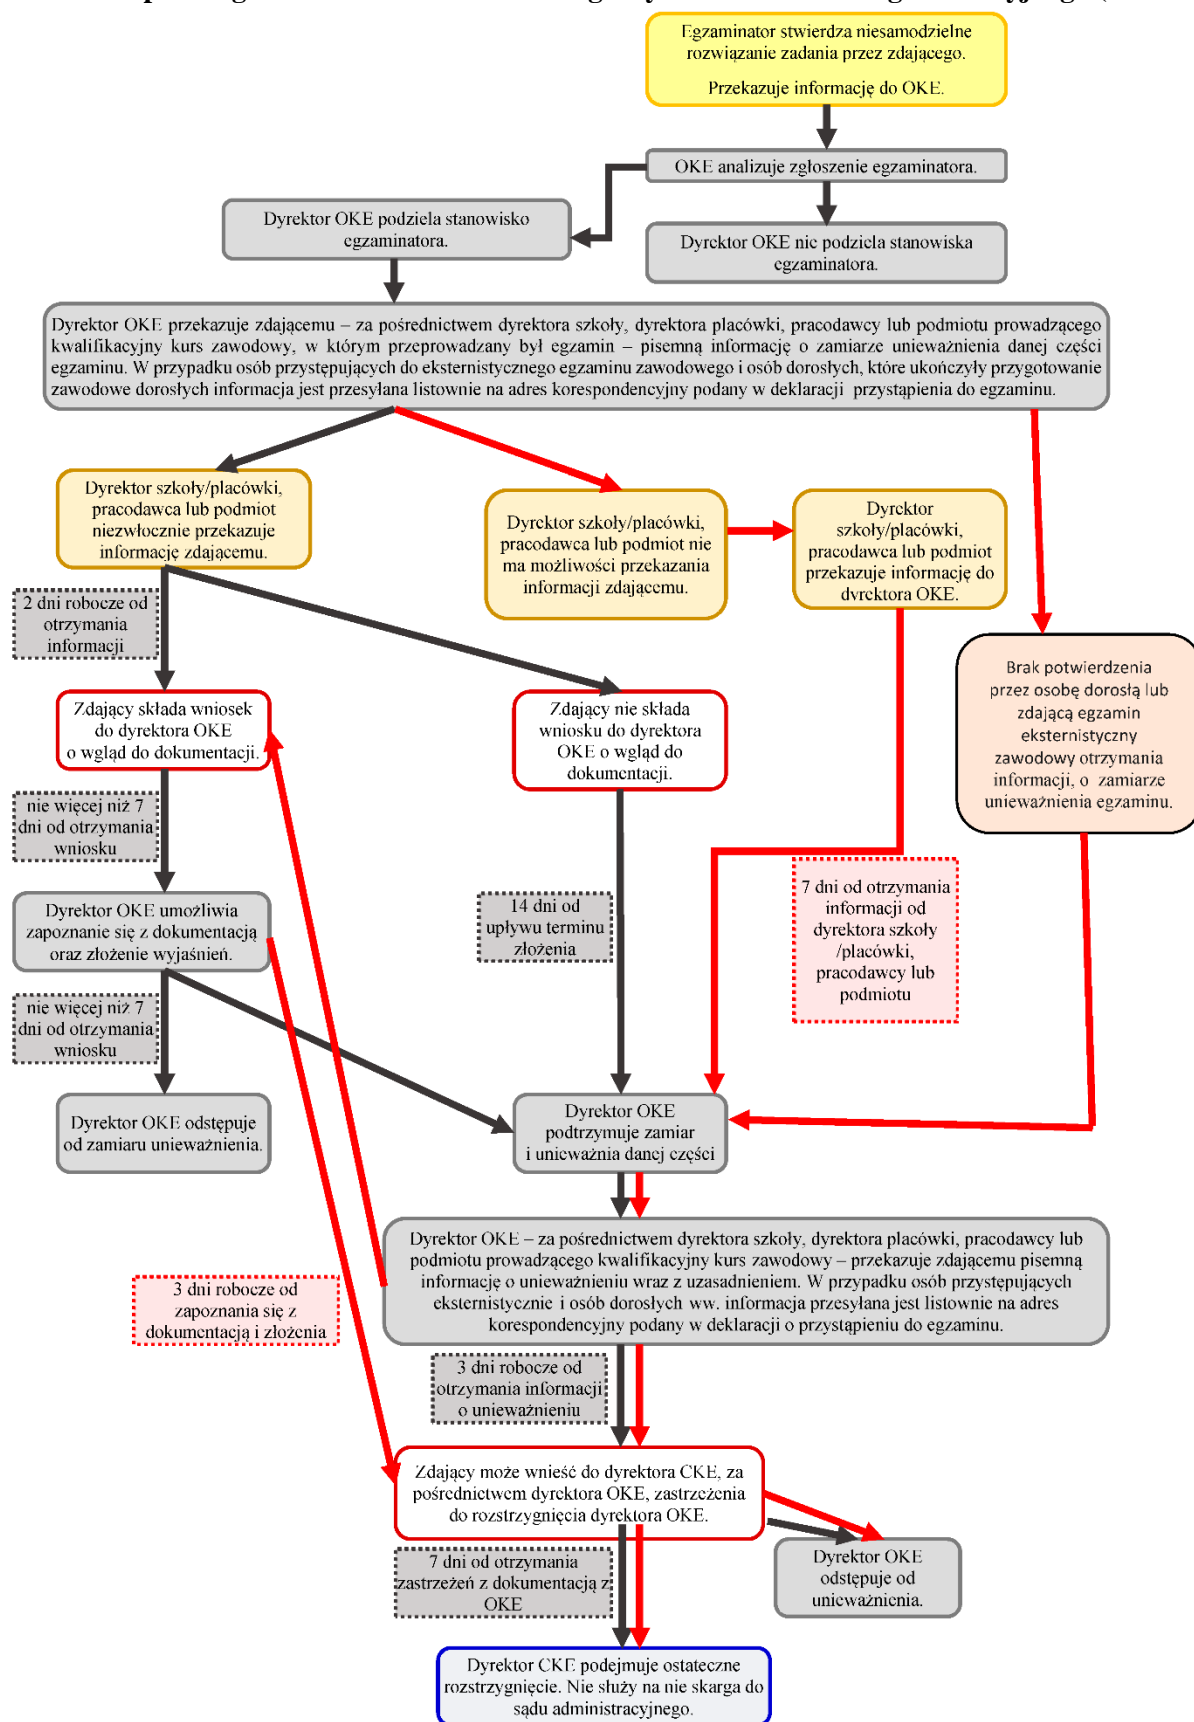 Egzaminator stwierdza niesamodzielne
rozwiązanie zadania przez zdającego.
Przekazuje informację do OKE.
OKE analizuje zgłoszenie egzaminatora.
Dyrektor OKE podziela stanowisko
egzaminatora.
Dyrektor OKE nie podziela stanowiska
egzaminatora.
Dyrektor OKE przekazuje zdającemu – za pośrednictwem dyrektora szkoły, dyrektora placówki, pracodawcy lub podmiotu prowadzącego
kwalifikacyjny kurs zawodowy, w którym przeprowadzany był egzamin – pisemną informację o zamiarze unieważnienia danej części
egzaminu. W przypadku osób przystępujących do eksternistycznego egzaminu zawodowego i osób dorosłych, które ukończyły przygotowanie
zawodowe dorosłych informacja jest przesyłana listownie na adres korespondencyjny podany w deklaracji przystąpienia do egzaminu.
Dyrektor szkoły/placówki,
pracodawca lub podmiot
niezwłocznie przekazuje
informację zdającemu.
Dyrektor szkoły/placówki,
pracodawca lub podmiot nie
ma możliwości przekazania
informacji zdającemu.
Dyrektor
szkoły/placówki,
pracodawca lub podmiot
przekazuje informację do
dyrektora OKE.
2 dni robocze od
otrzymania
informacji
Brak potwierdzenia
przez osobę dorosłą lub
zdającą egzamin
eksternistyczny
zawodowy otrzymania
informacji, o zamiarze
unieważnienia egzaminu.
Zdający składa wniosek
do dyrektora OKE
o wgląd do dokumentacji.
Zdający nie składa
wniosku do dyrektora
OKE o wgląd do
dokumentacji.
nie więcej niż 7
dni od otrzymania
wniosku
Dyrektor OKE umożliwia
zapoznanie się z dokumentacją
oraz złożenie wyjaśnień.
14 dni od
upływu terminu
złożenia
7 dni od otrzymania
informacji od
dyrektora szkoły
/placówki,
pracodawcy lub
podmiotu
nie więcej niż 7
dni od otrzymania
wniosku
Dyrektor OKE odstępuje
od zamiaru unieważnienia.
Dyrektor OKE
podtrzymuje zamiar
i unieważnia danej części
Dyrektor OKE – za pośrednictwem dyrektora szkoły, dyrektora placówki, pracodawcy lub
podmiotu prowadzącego kwalifikacyjny kurs zawodowy – przekazuje zdającemu pisemną
informację o unieważnieniu wraz z uzasadnieniem. W przypadku osób przystępujących
eksternistycznie i osób dorosłych ww. informacja przesyłana jest listownie na adres
korespondencyjny podany w deklaracji o przystąpieniu do egzaminu.
3 dni robocze od
zapoznania się z
dokumentacją i złożenia
3 dni robocze od
otrzymania informacji
o unieważnieniu
Zdający może wnieść do dyrektora CKE, za
pośrednictwem dyrektora OKE, zastrzeżenia
do rozstrzygnięcia dyrektora OKE.
7 dni od otrzymania
zastrzeżeń z dokumentacją z
OKE
Dyrektor OKE
odstępuje od
unieważnienia.
Dyrektor CKE podejmuje ostateczne
rozstrzygnięcie. Nie służy na nie skarga do
sądu administracyjnego.